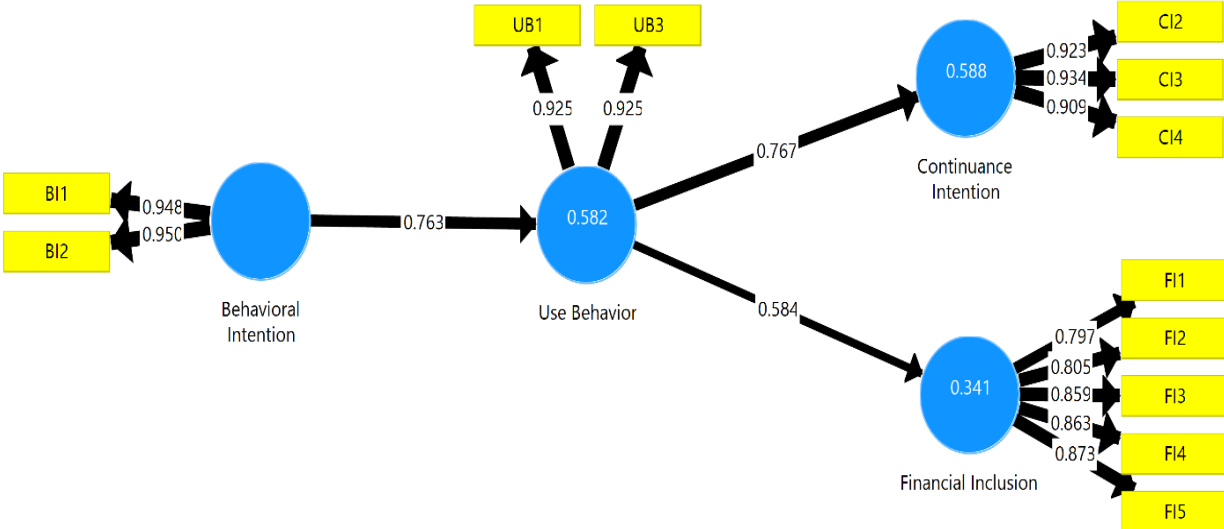 UB1
UB3
0.925
0.925
BI1
BI2
0.948
0.950
Behavioral
Intention
0.763
0.582
Use Behavior
0.767
0.584
0.588
Continuance
Intention
0.923
0.934
0.909
CI2
CI3
CI4
0.341
Financial Inclusion
0.797
0.805
0.859
0.863
0.873
FI1
FI2
FI3
FI4
FI5